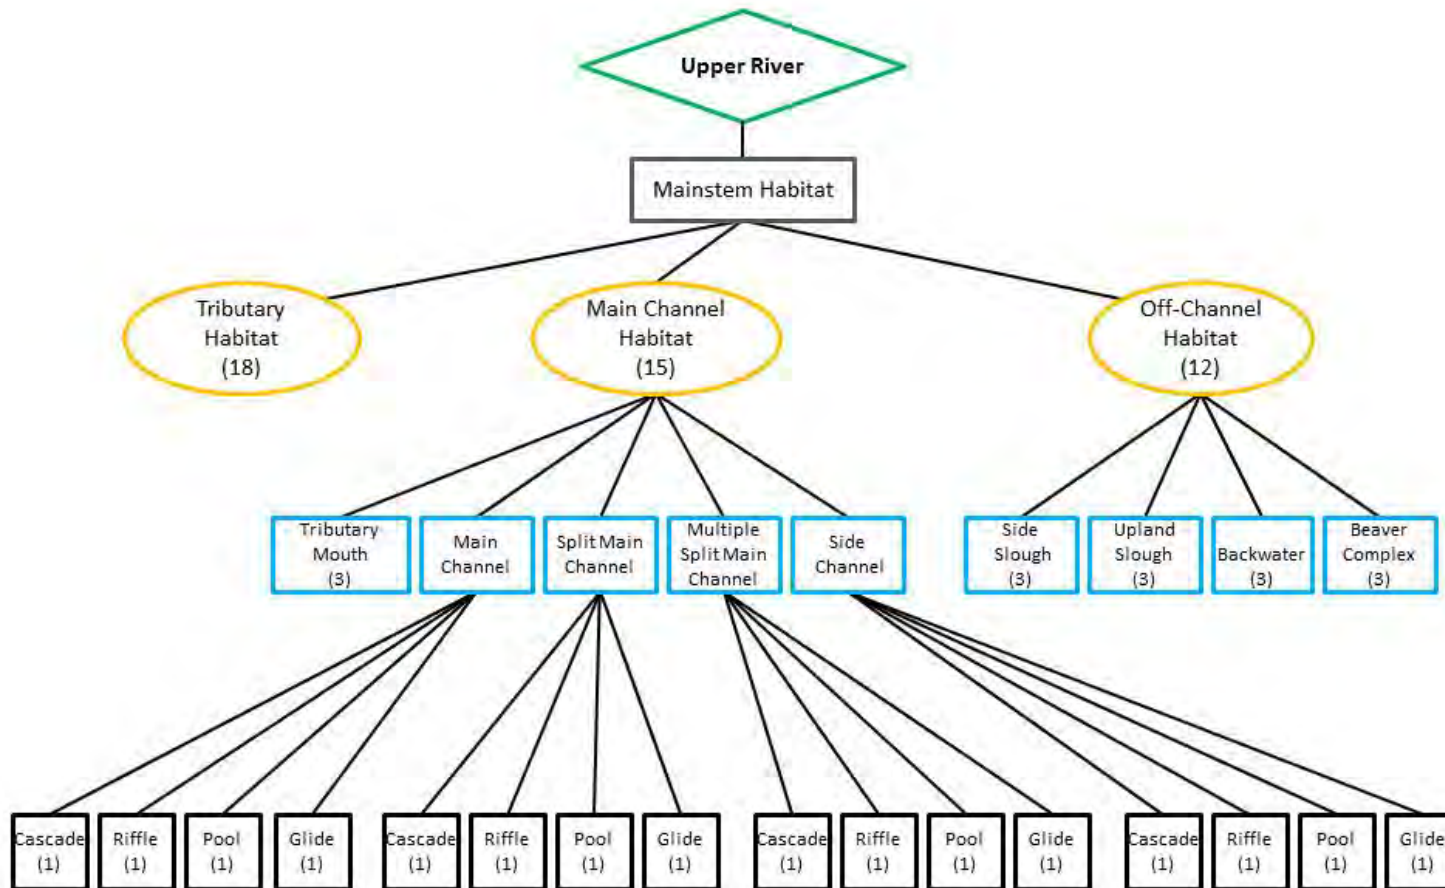 Upper River
Mainstem Habitat
Tributary
Habitat
(18)
Main Channel
Habitat
(15)
Off-Channel
Habitat
(12)
Tributary
Mouth
(3)
Main
Channel
Split Main
Channel
Multiple
Split Main
Channel
Side
Channel
Side
Slough
(3)
Upland
Slough
(3)
Backwater
(3)
Beaver
Complex
(3)
Cascade
(1)
Riffle
(1)
Pool
(1)
Glide
(1)
Cascade
(1)
Riffle
(1)
Pool
(1)
Glide
(1)
Cascade
(1)
Riffle
(1)
Pool
(1)
Glide
(1)
Cascade
(1)
Riffle
(1)
Pool
(1)
Glide
(1)